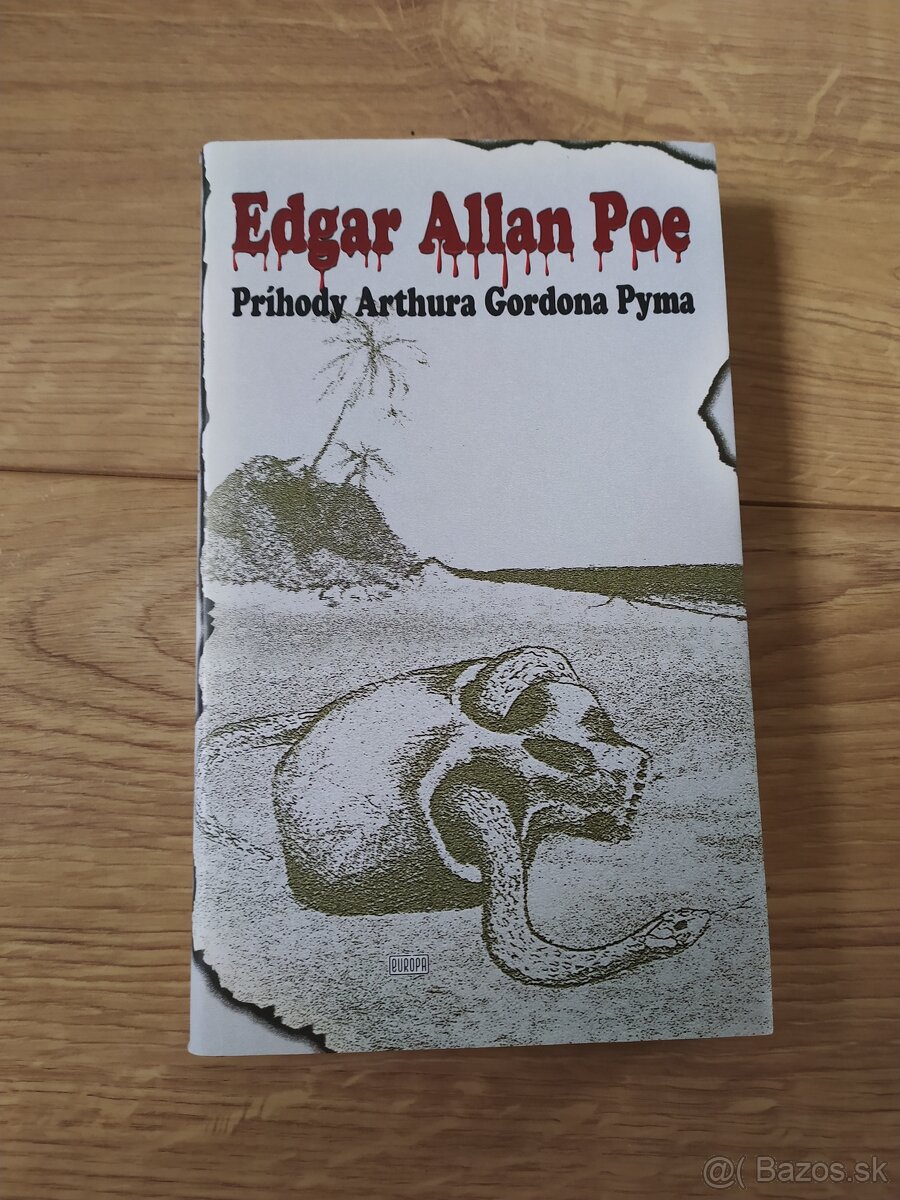 Edgar Allan Poe
Príhody Arthura Gordona Pyma
EUROPA
@( Bazos.sk